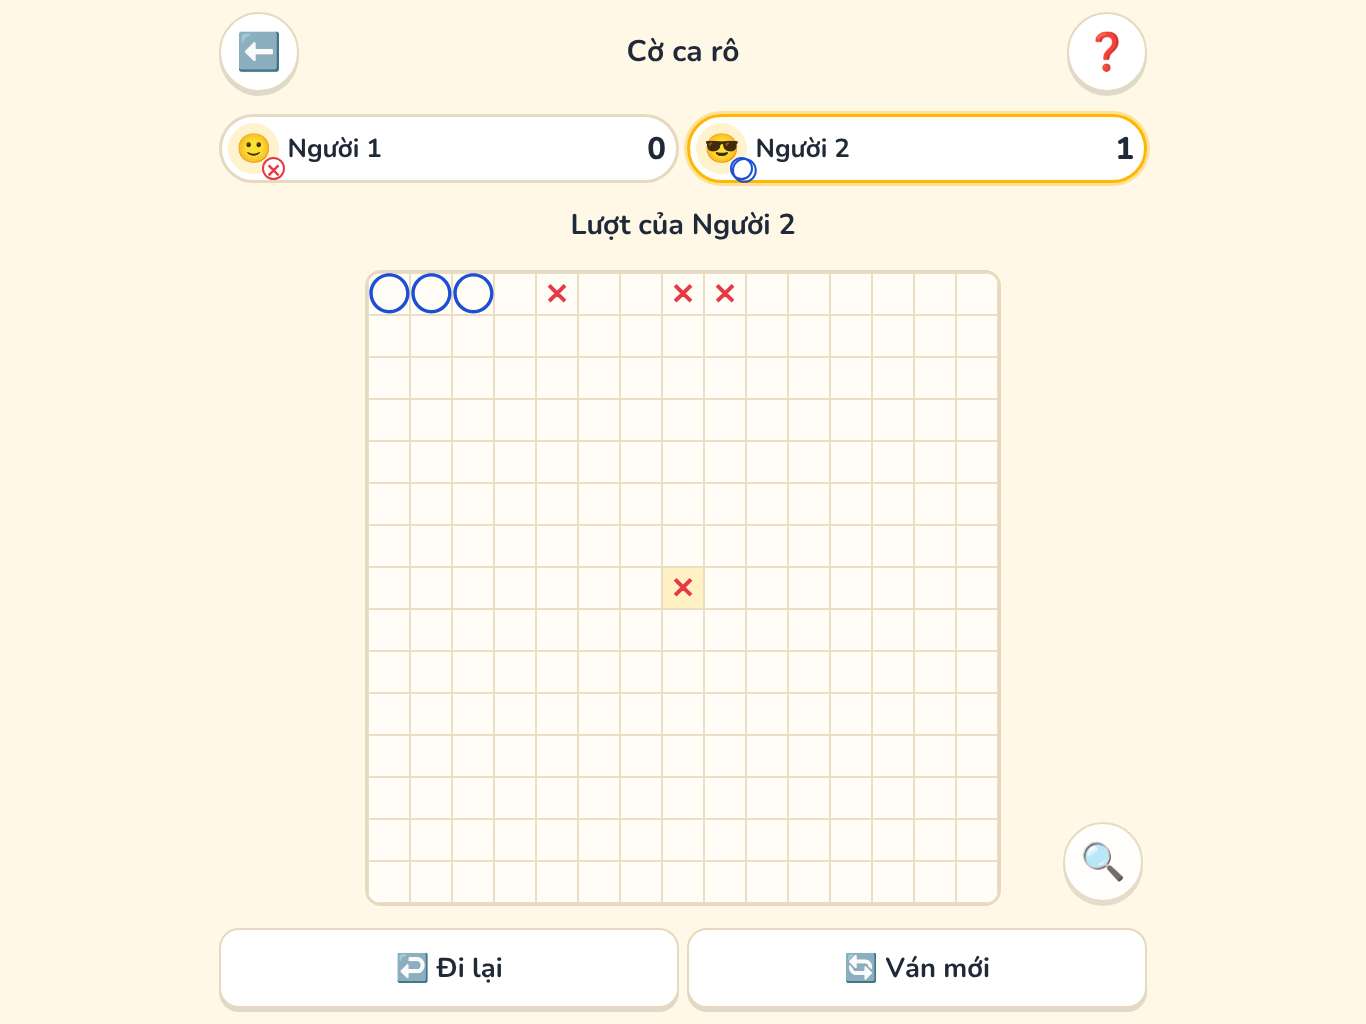 Cờ ca rô
Người 1
0
Người 2
1
Lượt của Người 2
Đi lại
Ván mới